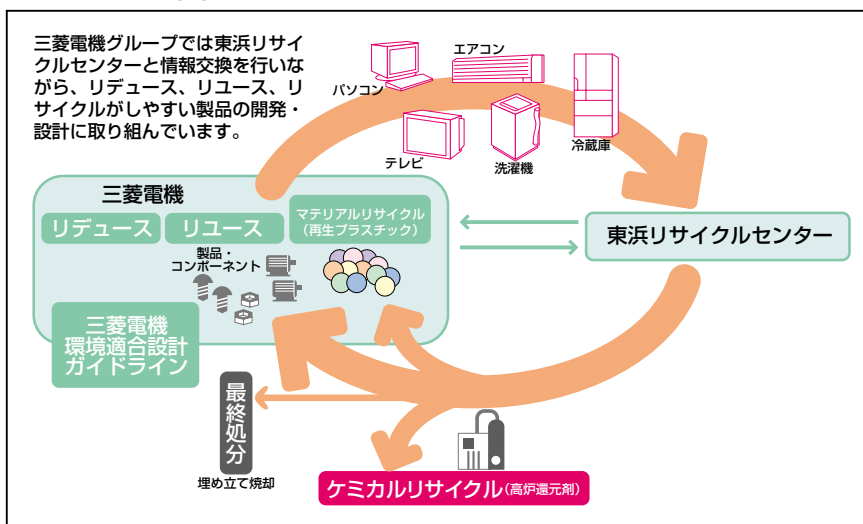 三菱電機グループでは東浜リサイ
クルセンターと情報交換を行いな
がら、リデュース、リユース、リ
サイクルがしやすい製品の開発・
設計に取り組んでいます。
パソコン
エアコン
テレビ
洗濯機
冷蔵庫
三菱電機
リデュース
リユース
マテリアルリサイクル
（再生プラスチック）
製品・
コンポーネント
東浜リサイクルセンター
三菱電機
環境適合設計
ガイドライン
最終処分
埋め立て焼却
ケミカルリサイクル（高炉還元剤）